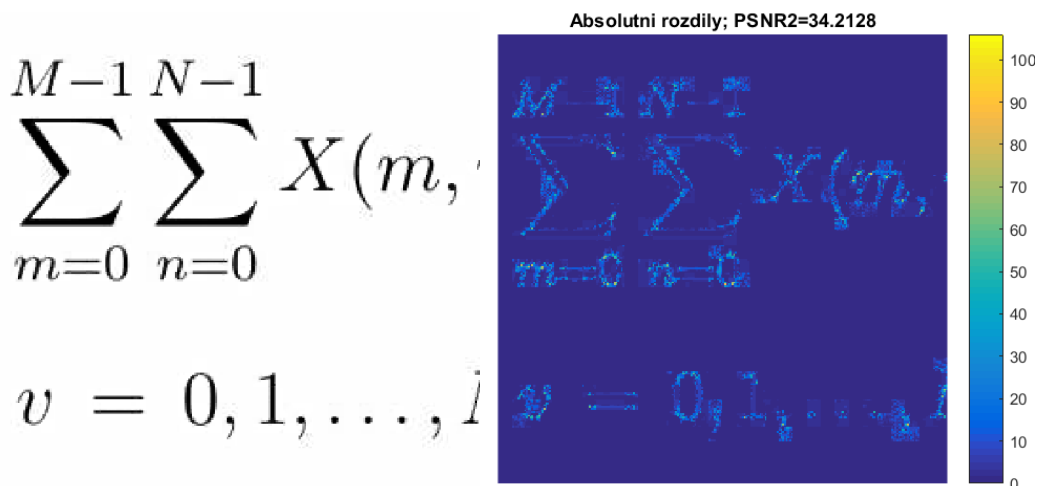 M−1 N−1
∑ ∑ X(m,
m=0 n=0
v = 0, 1, . . . ,
Absolutni rozdily; PSNR2=34.2128
M−1 N−1
∑ ∑ X(m,
m=0 n=0
v = 0, 1, . . . ,
100
90
80
70
60
50
40
30
20
10
0